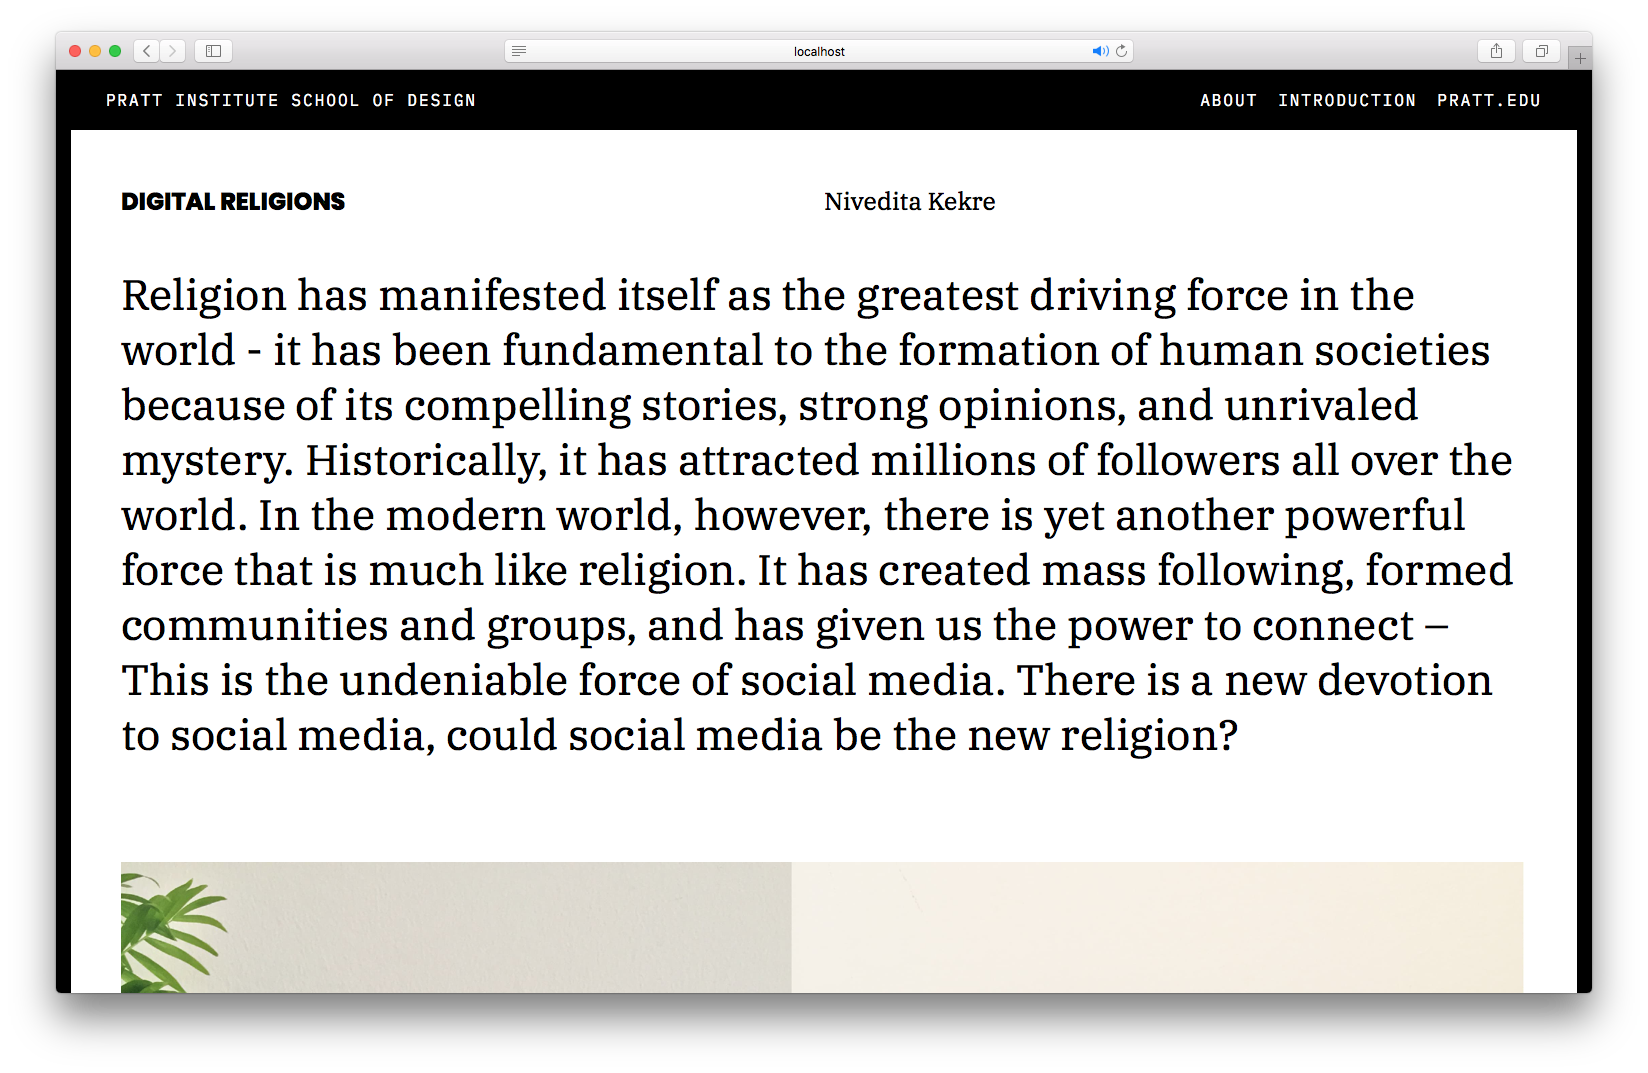 localhost
PRATT INSTITUTE SCHOOL OF DESIGN
ABOUT INTRODUCTION PRATT.EDU
DIGITAL RELIGIONS
Nivedita Kekre
Religion has manifested itself as the greatest driving force in the
world - it has been fundamental to the formation of human societies
because of its compelling stories, strong opinions, and unrivaled
mystery. Historically, it has attracted millions of followers all over the
world. In the modern world, however, there is yet another powerful
force that is much like religion. It has created mass following, formed
communities and groups, and has given us the power to connect –
This is the undeniable force of social media. There is a new devotion
to social media, could social media be the new religion?